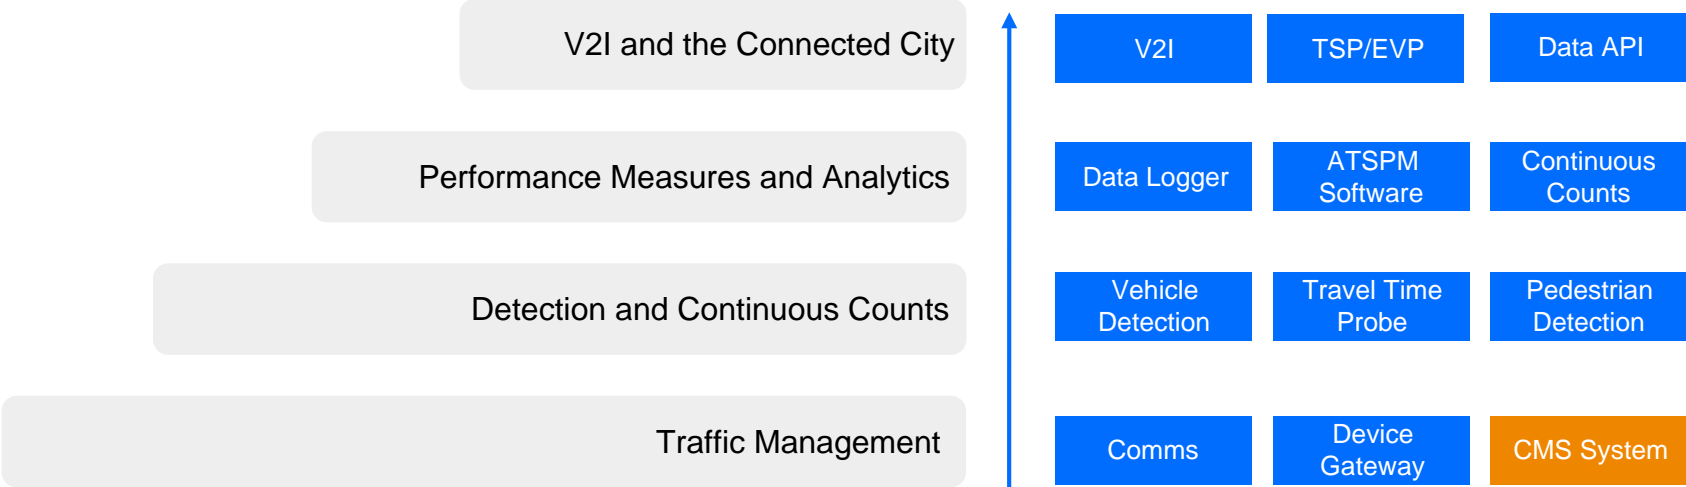 V2I and the Connected City
V2I
TSP/EVP
Data API
Performance Measures and Analytics
Data Logger
ATSPM
Software
Continuous
Counts
Detection and Continuous Counts
Vehicle
Detection
Travel Time
Probe
Pedestrian
Detection
Traffic Management
Comms
Device
Gateway
CMS System